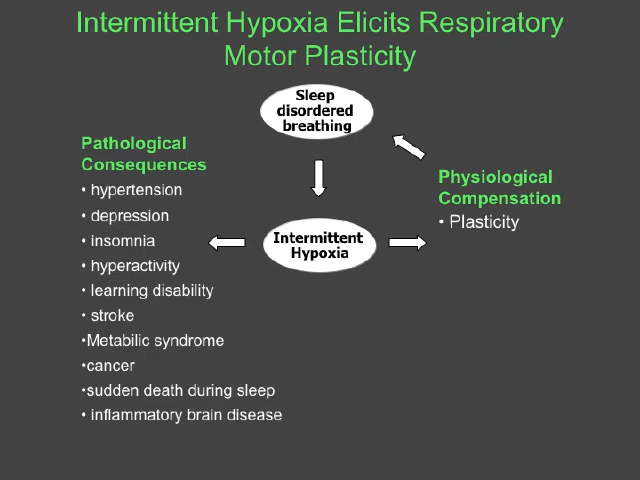 Intermittent Hypoxia Elicits Respiratory
Motor Plasticity
Sleep
disordered
breathing
Pathological
Consequences
• hypertension
• depression
• insomnia
• hyperactivity
• learning disability
• stroke
•Metabilic syndrome
•cancer
•sudden death during sleep
• inflammatory brain disease
Intermittent
Hypoxia
Physiological
Compensation
• Plasticity